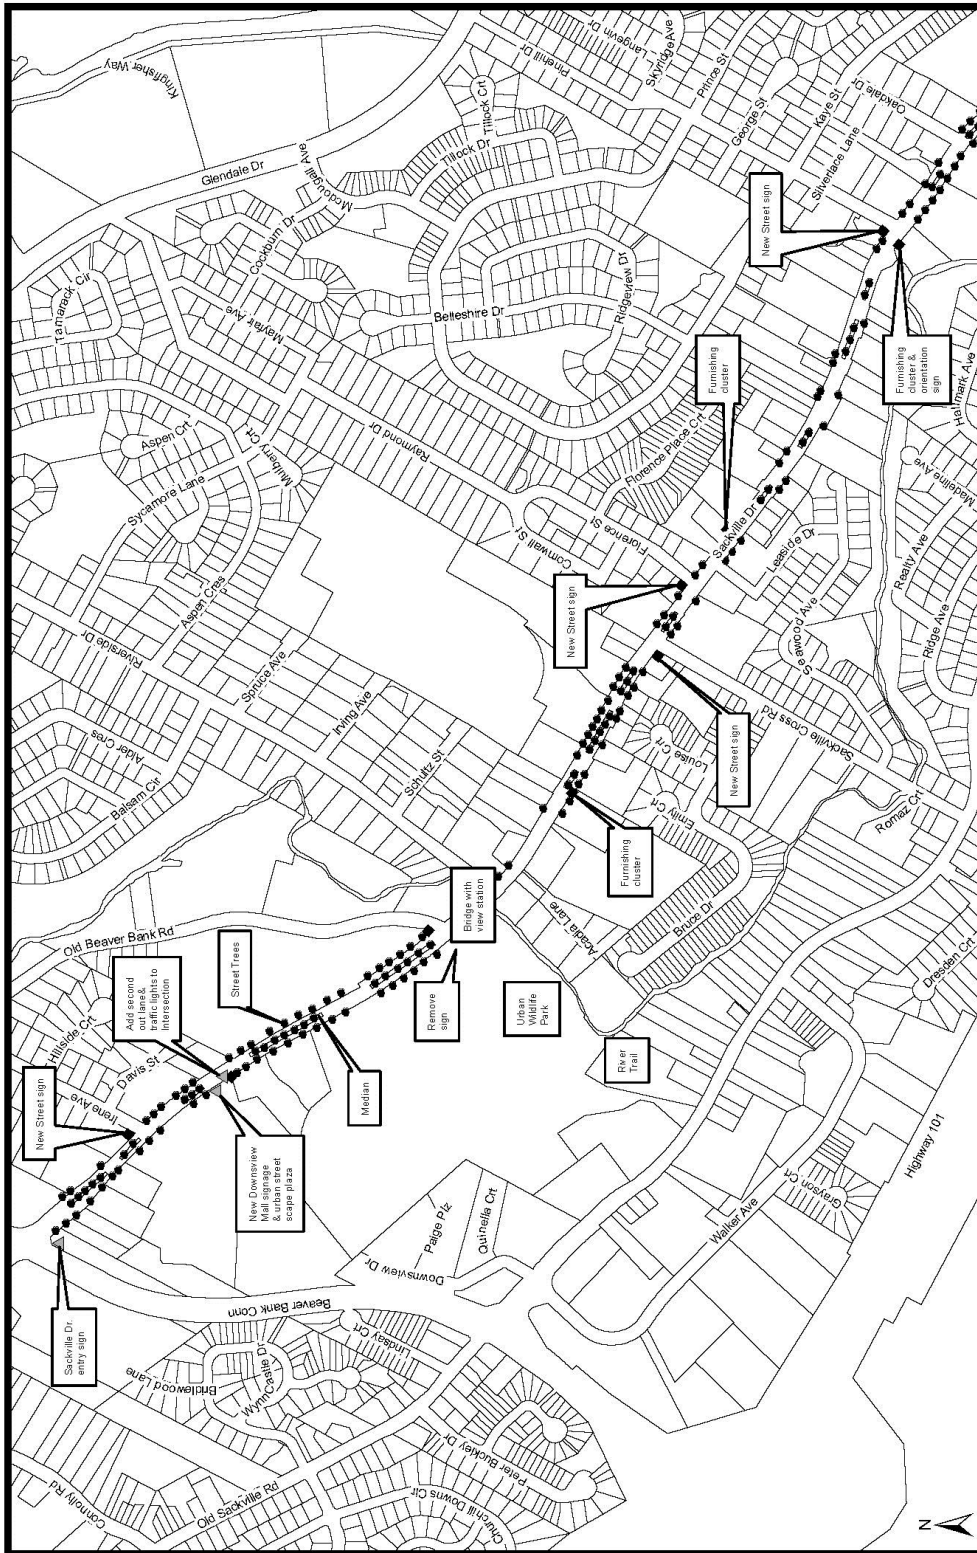 Kingfisher Way
Glendale Dr
Mcdougall Ave
Cockburn Dr
Mayfair Ave
Tamarack Cir
Tillock Crt
Tillock Dr
Pinehill Dr
Langevin Dr
Skyridge Ave
Prince St
George St
Kaye St
Oakdale Dr
Silverlace Lane
Belleshire Dr
Ridgeview Dr
Raymond Dr
Florence Place Crt
Florence St
Cornwall St
Aspen Crt
Sycamore Lane
Mulberry Crt
Aspen Cres
Riverside Dr
Spruce Ave
Irving Ave
Schultz St
Alder Cres
Balsam Cir
Old Beaver Bank Rd
Hillside Crt
Davis St
Irene Ave
Sackville Dr
Leaside Dr
Seawood Ave
Sackville Cross Rd
Louise Crt
Emily Crt
Bruce Dr
Acadia Lane
Romaz Crt
Hallmark Ave
Madeline Ave
Realty Ave
Ridge Ave
Dresden Crt
Highway 101
Grayson Crt
Walker Ave
Paige Plz
Quinella Crt
Downsview Dr
Beaver Bank Conn
Lindsay Crt
Bridlewood Lane
WynnCastle Dr
Peter Buckley Dr
Churchill Downs Cir
Old Sackville Rd
Connolly Rd
Sackville Dr.
entry sign
New Street sign
New Downsview
Mall signage
& urban street
scape plaza
Add second
out lane&
traffic lights to
Intersection
Street Trees
Median
Remove
sign
Bridge with
view station
Urban
Wildlife
Park
River
Trail
Furnishing
cluster
New Street sign
New Street sign
Furnishing
cluster
New Street sign
Furnishing
cluster &
orientation
sign
N